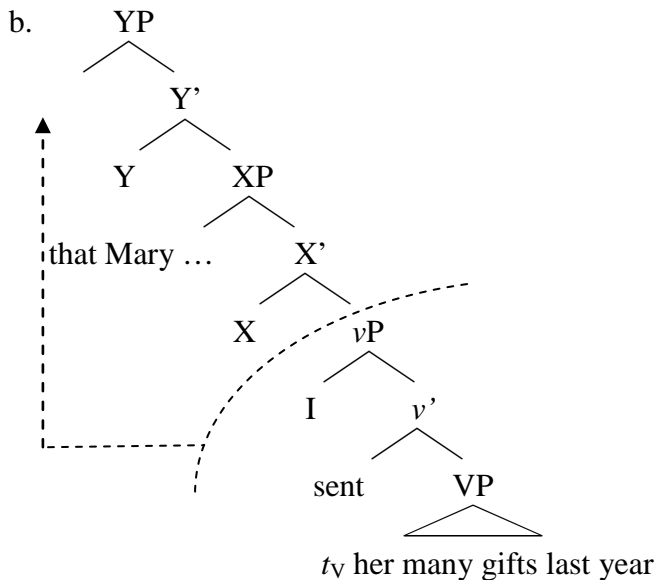 b. YP
Y’
Y XP
that Mary … X’
X vP
I v’
sent VP
tV her many gifts last year